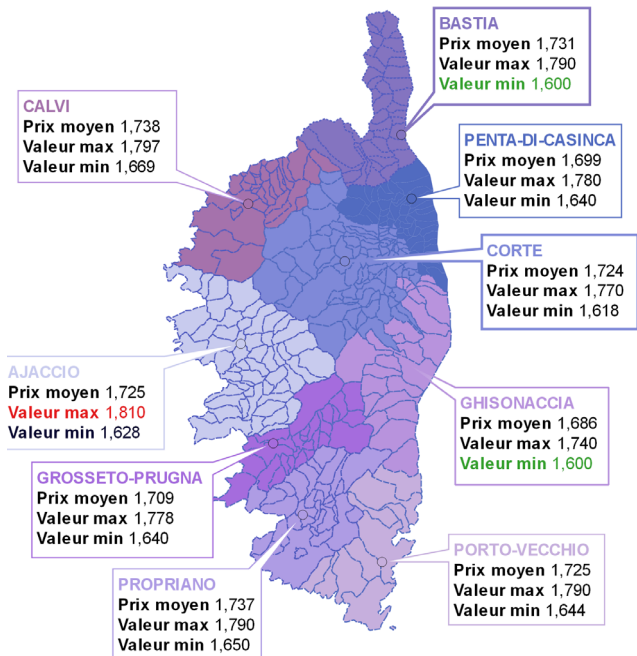 BASTIA
Prix moyen 1,731
Valeur max 1,790
Valeur min 1,600
CALVI
Prix moyen 1,738
Valeur max 1,797
Valeur min 1,669
PENTA-DI-CASINCA
Prix moyen 1,699
Valeur max 1,780
Valeur min 1,640
CORTE
Prix moyen 1,724
Valeur max 1,770
Valeur min 1,618
AJACCIO
Prix moyen 1,725
Valeur max 1,810
Valeur min 1,628
GHISONACCIA
Prix moyen 1,686
Valeur max 1,740
Valeur min 1,600
GROSSETO-PRUGNA
Prix moyen 1,709
Valeur max 1,778
Valeur min 1,640
PORTO-VECCHIO
Prix moyen 1,725
Valeur max 1,790
Valeur min 1,644
PROPRIANO
Prix moyen 1,737
Valeur max 1,790
Valeur min 1,650